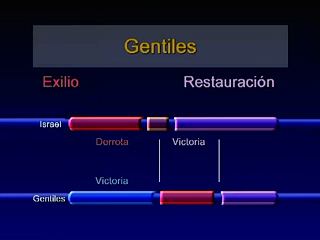 Gentiles
Exilio Restauración
Israel
Derrota Victoria
Victoria
Gentiles